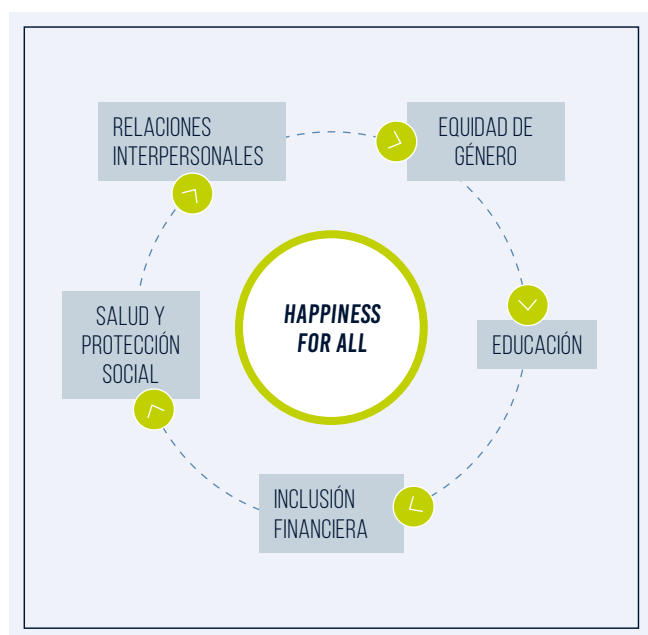 RELACIONES
INTERPERSONALES
EQUIDAD DE
GÉNERO
SALUD Y
PROTECCIÓN
SOCIAL
HAPPINESS
FOR ALL
EDUCACIÓN
INCLUSIÓN
FINANCIERA